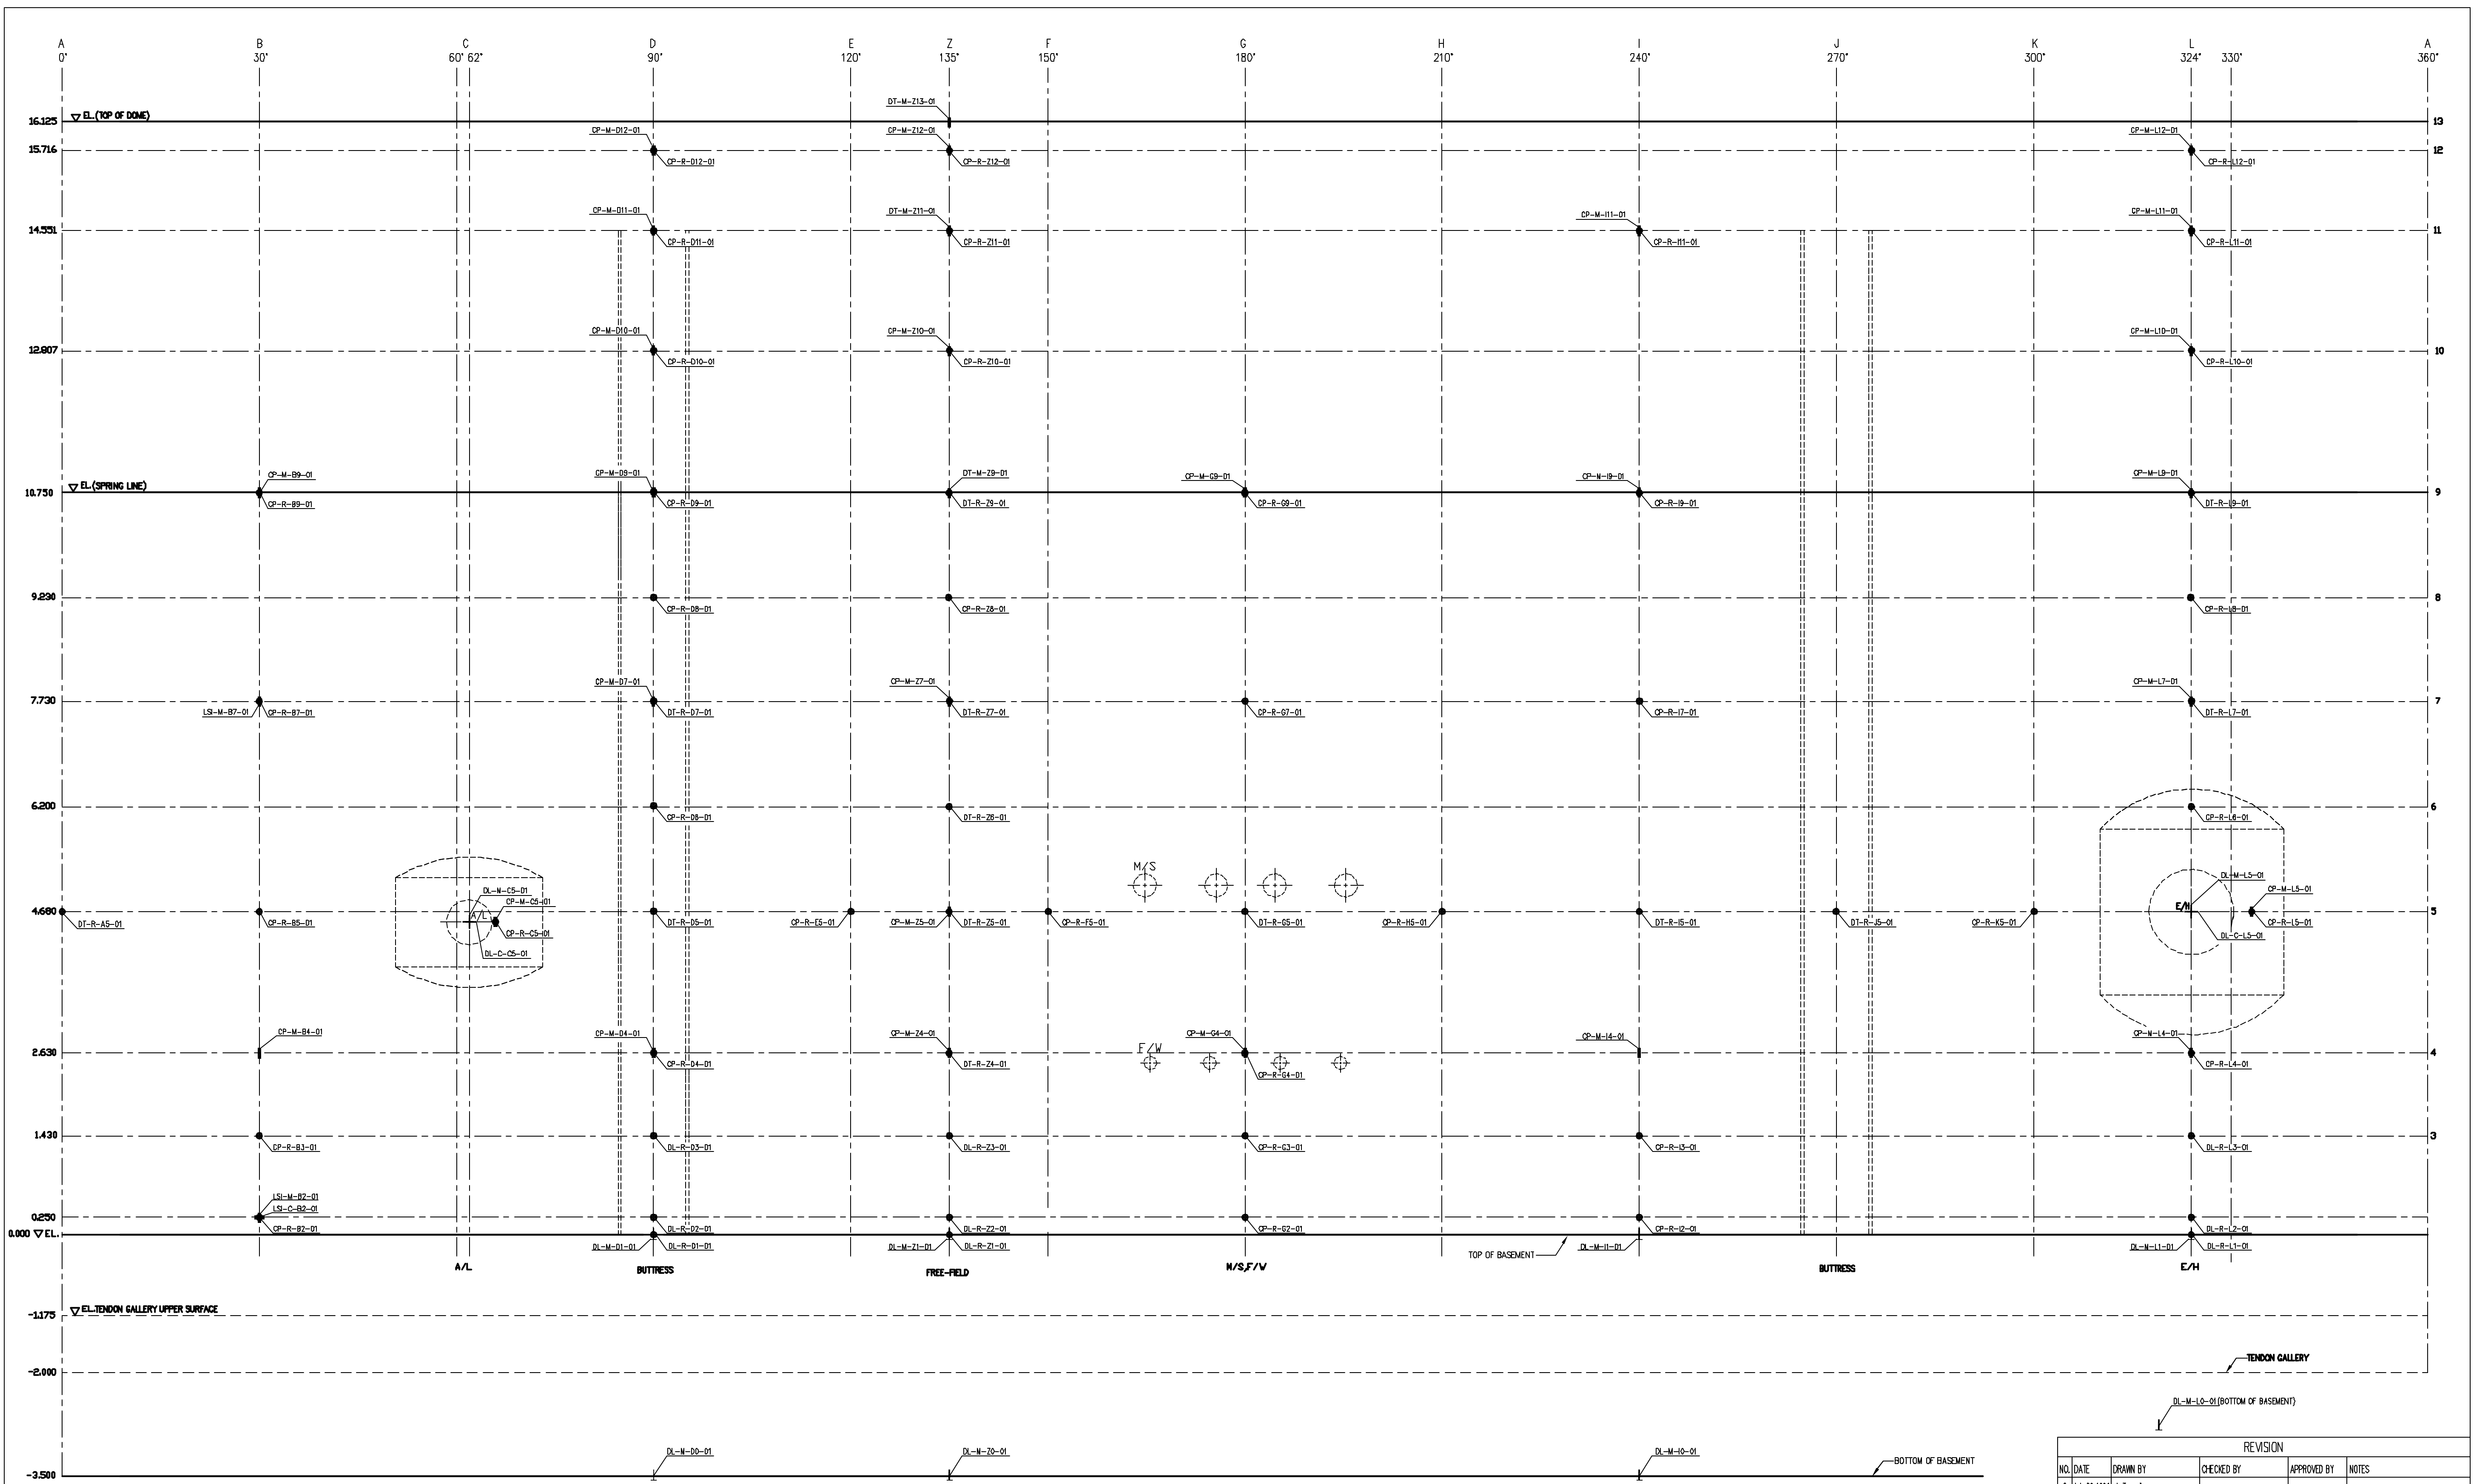 A B C D E Z F G H I J K L A
0° 30° 60° 62° 90° 120° 135° 150° 180° 210° 240° 270° 300° 324° 330° 360°
DT-M-Z13-01
16.125 EL.(TOP OF DOME) 13
CP-M-D12-01 CP-M-Z12-01 CP-M-L12-01
15.716 12
CP-R-D12-01 CP-R-Z12-01 CP-R-L12-01
CP-M-D11-01 DT-M-Z11-01 CP-M-I11-01 CP-M-L11-01
14.551 11
CP-R-D11-01 CP-R-Z11-01 CP-R-I11-01 CP-R-L11-01
CP-M-D10-01 CP-M-Z10-01 CP-M-L10-01
12.807 10
CP-R-D10-01 CP-R-Z10-01 CP-R-L10-01
CP-M-B9-01 CP-M-D9-01 DT-M-Z9-01 CP-M-G9-01 CP-M-I9-01 CP-M-L9-01
10.750 EL.(SPRING LINE) 9
CP-R-B9-01 CP-R-D9-01 DT-R-Z9-01 CP-R-G9-01 CP-R-I9-01 DT-R-L9-01
9.230 8
CP-R-D8-01 CP-R-Z8-01 CP-R-L8-01
CP-M-D7-01 CP-M-Z7-01 CP-M-L7-01
7.730 7
LSI-M-B7-01 CP-R-B7-01 DT-R-D7-01 DT-R-Z7-01 CP-R-G7-01 CP-R-I7-01 DT-R-L7-01
6.200 6
CP-R-D6-01 DT-R-Z6-01 CP-R-L6-01
M/S
DL-M-C5-01 DL-M-L5-01
CP-M-C5-01 CP-M-L5-01
4.680 A/L E/H 5
DT-R-A5-01 CP-R-B5-01 CP-R-C5-01 DT-R-D5-01 CP-R-E5-01 CP-M-Z5-01 DT-R-Z5-01 CP-R-F5-01 DT-R-G5-01 CP-R-H5-01 DT-R-I5-01 DT-R-J5-01 CP-R-K5-01 CP-R-L5-01
DL-C-C5-01 DL-C-L5-01
CP-M-B4-01 CP-M-D4-01 CP-M-Z4-01 CP-M-G4-01 CP-M-I4-01 CP-M-L4-01
2.630 F/W 4
CP-R-D4-01 DT-R-Z4-01 CP-R-G4-01 CP-R-L4-01
1.430 3
CP-R-B3-01 DL-R-D3-01 DL-R-Z3-01 CP-R-G3-01 CP-R-I3-01 DL-R-L3-01
LSI-M-B2-01
LSI-C-B2-01
0.250
CP-R-B2-01 DL-R-D2-01 DL-R-Z2-01 CP-R-G2-01 CP-R-I2-01 DL-R-L2-01
0.000 EL.
DL-M-D1-01 DL-R-D1-01 DL-M-Z1-01 DL-R-Z1-01 DL-M-I1-01 DL-M-L1-01 DL-R-L1-01
TOP OF BASEMENT
A/L BUTTRESS FREE-FIELD M/S,F/W BUTTRESS E/H
-1.175 EL.TENDON GALLERY UPPER SURFACE
TENDON GALLERY
-2.000
DL-M-L0-01(BOTTOM OF BASEMENT)
DL-M-D0-01 DL-M-Z0-01 DL-M-I0-01
BOTTOM OF BASEMENT
-3.500
REVISION
NO. DATE DRAWN BY CHECKED BY APPROVED BY NOTES